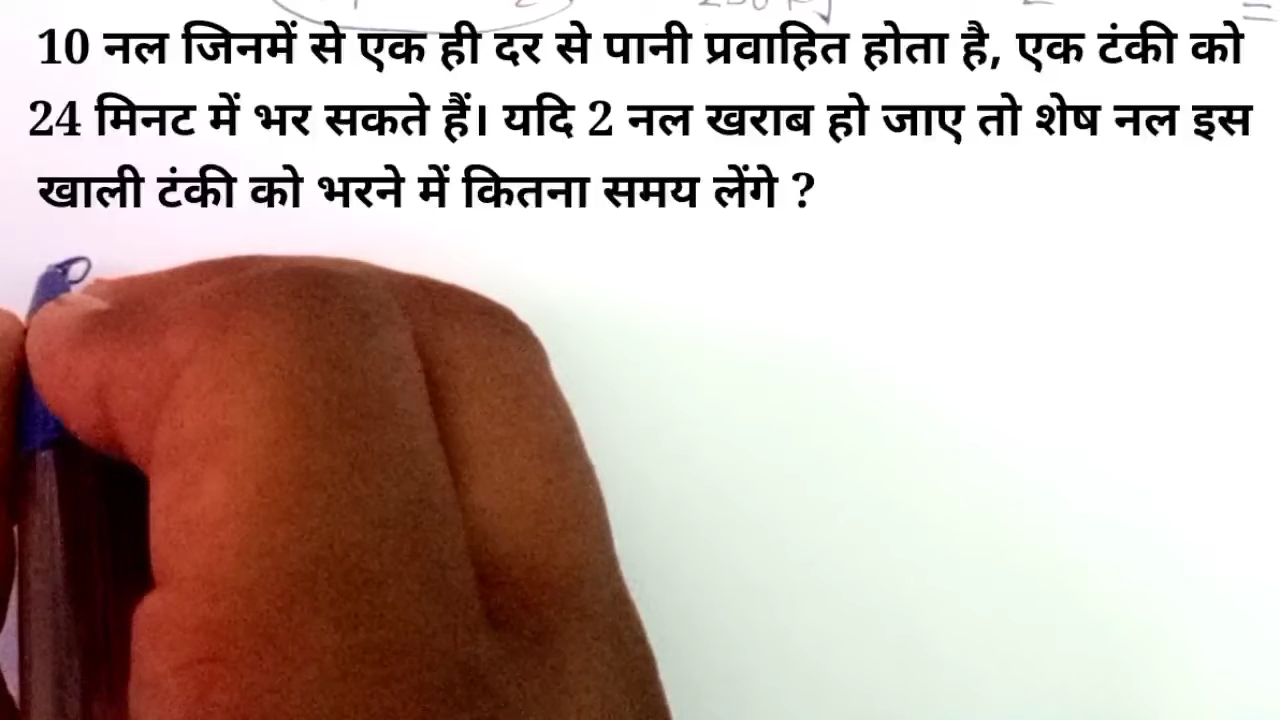 10 नल जिनमें से एक ही दर से पानी प्रवाहित होता है, एक टंकी को
24 मिनट में भर सकते हैं। यदि 2 नल खराब हो जाए तो शेष नल इस
खाली टंकी को भरने में कितना समय लेंगे ?